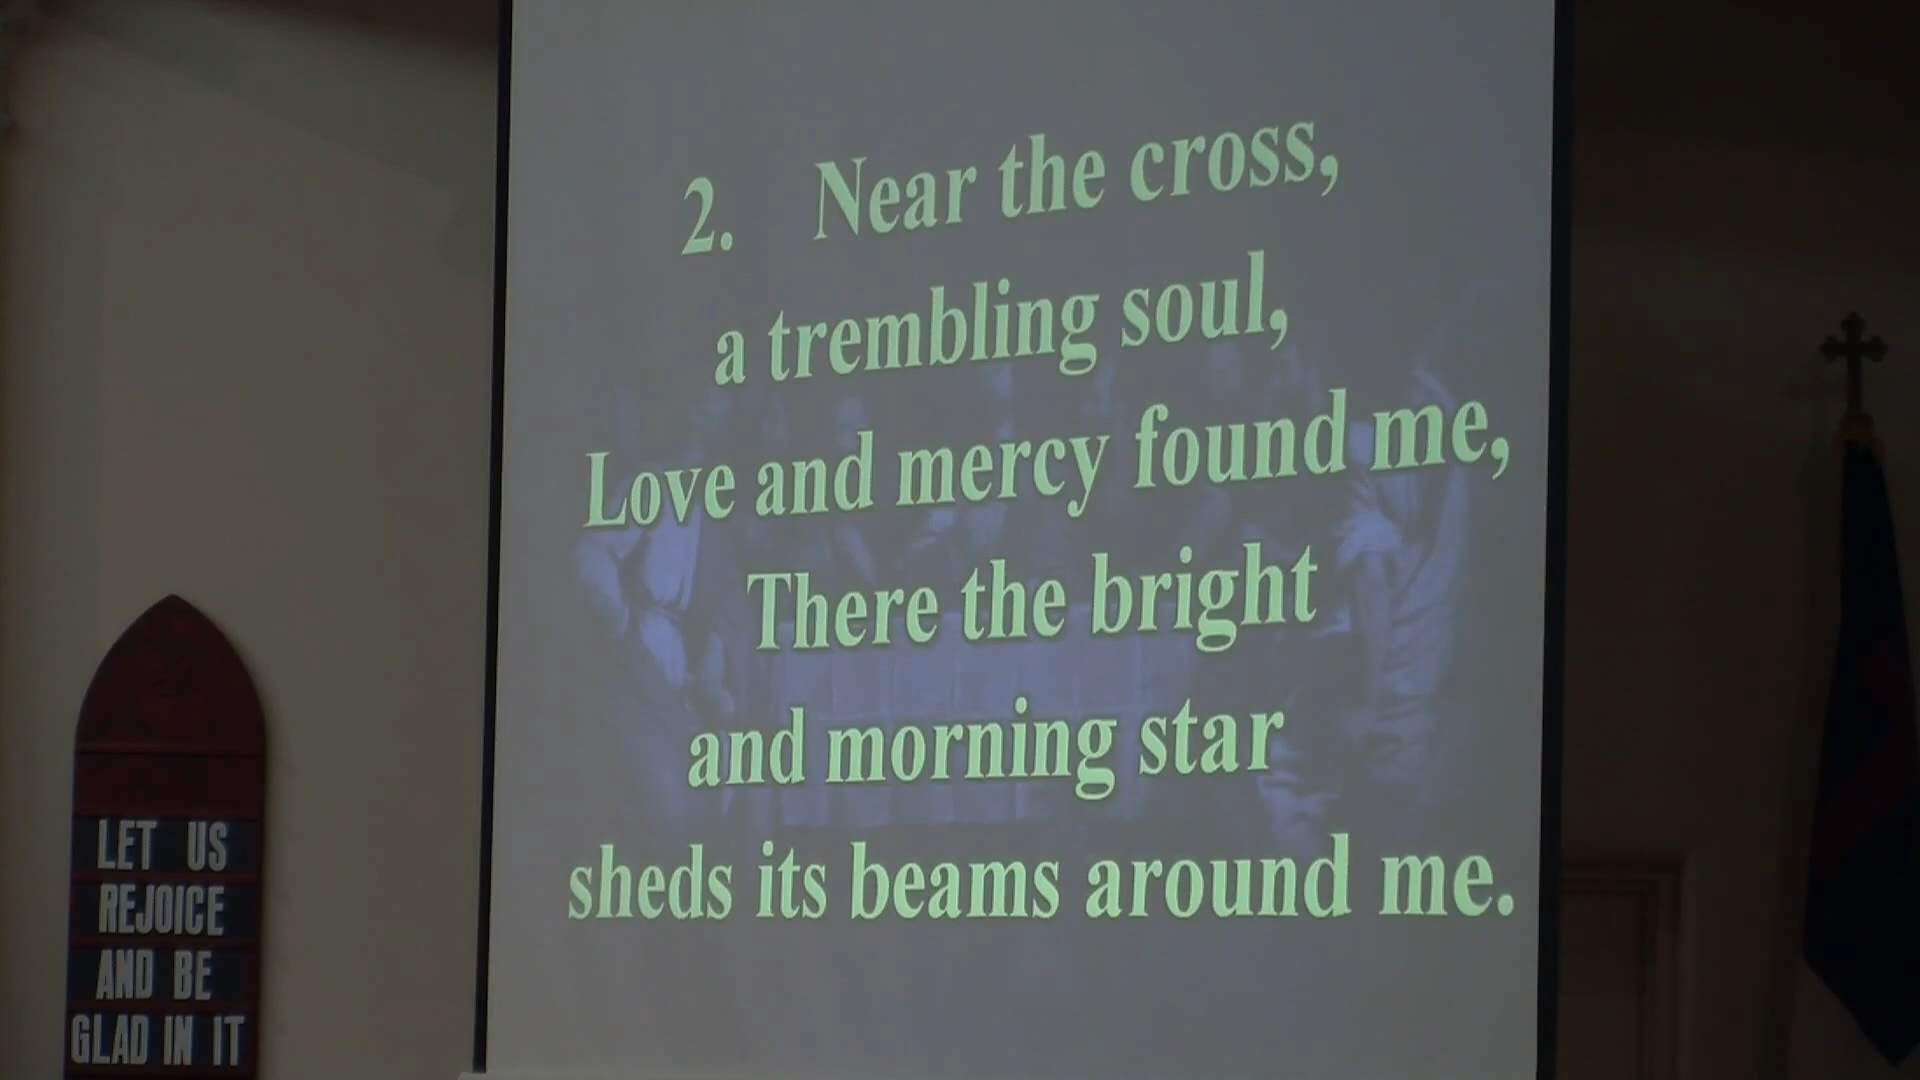 2. Near the cross,
a trembling soul,
Love and mercy found me,
There the bright
and morning star
sheds its beams around me.
LET US
REJOICE
AND BE
GLAD IN IT